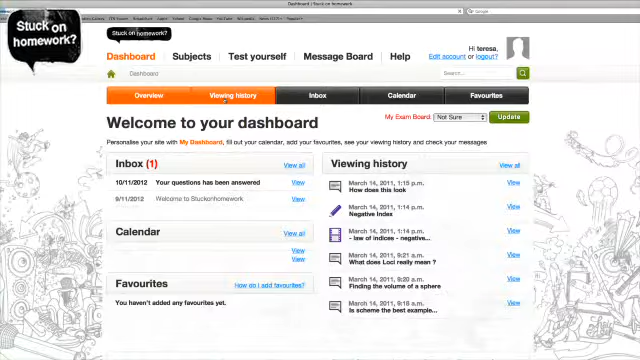 Dashboard | Stuck on homework
Google
Stuck on
homework?
Stuck on homework?
Dashboard Subjects Test yourself Message Board Help
Hi teresa,
Edit account or logout?
Dashboard
Search...
Overview Viewing history Inbox Calendar Favourites
Welcome to your dashboard
My Exam Board: Not Sure Update
Personalise your site with My Dashboard, fill out your calendar, add your favourites, see your viewing history and check your messages
Inbox (1) View all
10/11/2012 Your questions has been answered View
9/11/2012 Welcome to Stuckonhomework View
Calendar View all
View
View
Favourites How do i add favourites?
You haven't added any favourites yet.
Viewing history View all
March 14, 2011, 1:15 p.m. View
How does this look
March 14, 2011, 1:14 p.m. View
Negative Index
March 14, 2011, 1:14 p.m. View
- law of indices - negative...
March 14, 2011, 9:21 a.m. View
What does Loci really mean ?
March 14, 2011, 9:20 a.m. View
Finding the volume of a sphere
March 14, 2011, 9:18 a.m. View
Is scheme the best example...